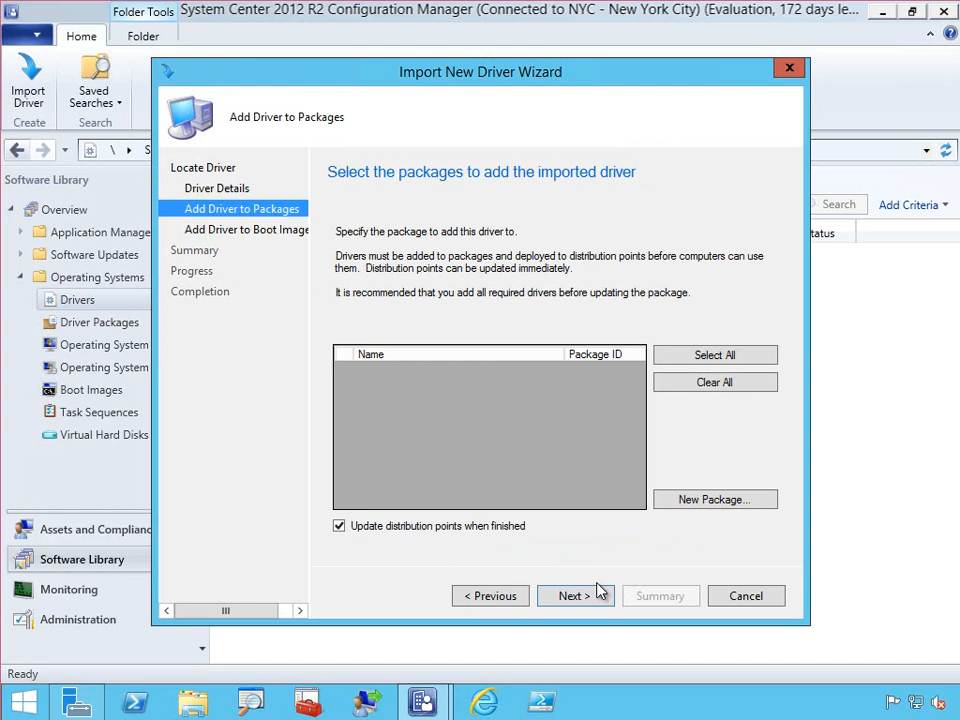 Folder Tools
System Center 2012 R2 Configuration Manager (Connected to NYC - New York City) (Evaluation, 172 days le...
Home
Folder
Import Driver
Saved Searches
Create
Search
\
S
Search
Add Criteria
Software Library
Overview
Application Manage
Software Updates
Operating Systems
Drivers
Driver Packages
Operating System
Operating System
Boot Images
Task Sequences
Virtual Hard Disks
Assets and Complianc
Software Library
Monitoring
Administration
tatus
Import New Driver Wizard
Add Driver to Packages
Locate Driver
Driver Details
Add Driver to Packages
Add Driver to Boot Image
Summary
Progress
Completion
Select the packages to add the imported driver
Specify the package to add this driver to.
Drivers must be added to packages and deployed to distribution points before computers can use
them. Distribution points can be updated immediately.
It is recommended that you add all required drivers before updating the package.
Name
Package ID
Select All
Clear All
New Package...
Update distribution points when finished
< Previous
Next >
Summary
Cancel
Ready